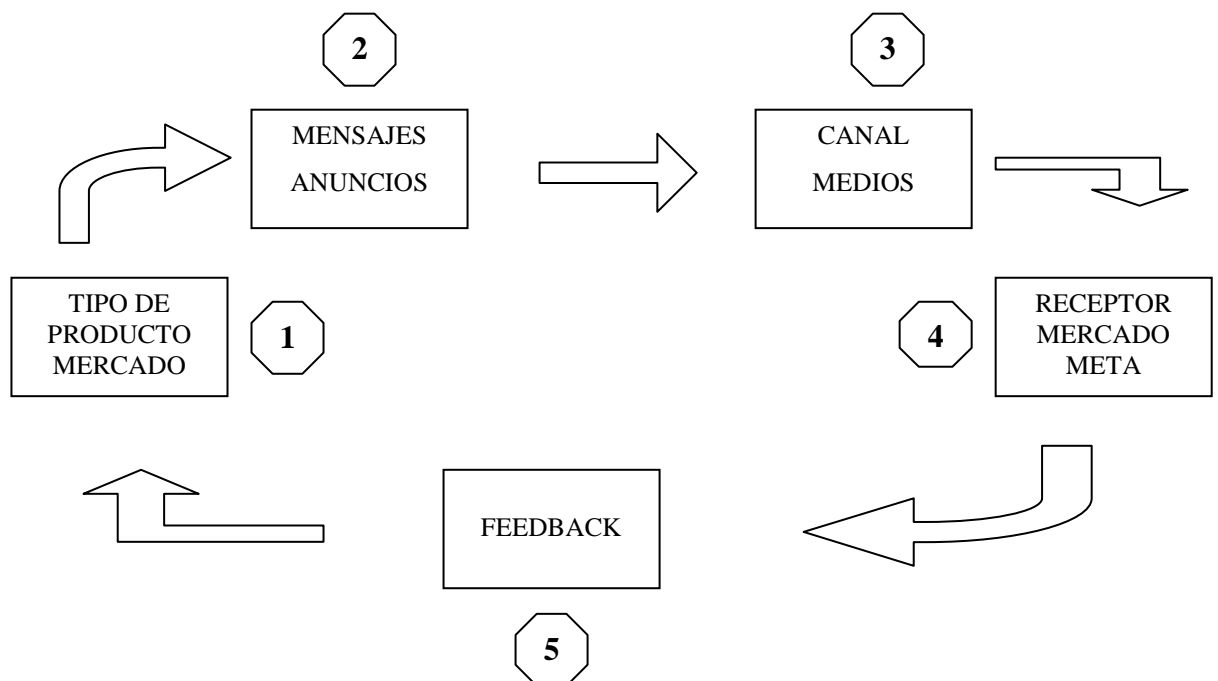 2
3
MENSAJES
ANUNCIOS
CANAL
MEDIOS
TIPO DE
PRODUCTO
MERCADO
1
4
RECEPTOR
MERCADO
META
FEEDBACK
5